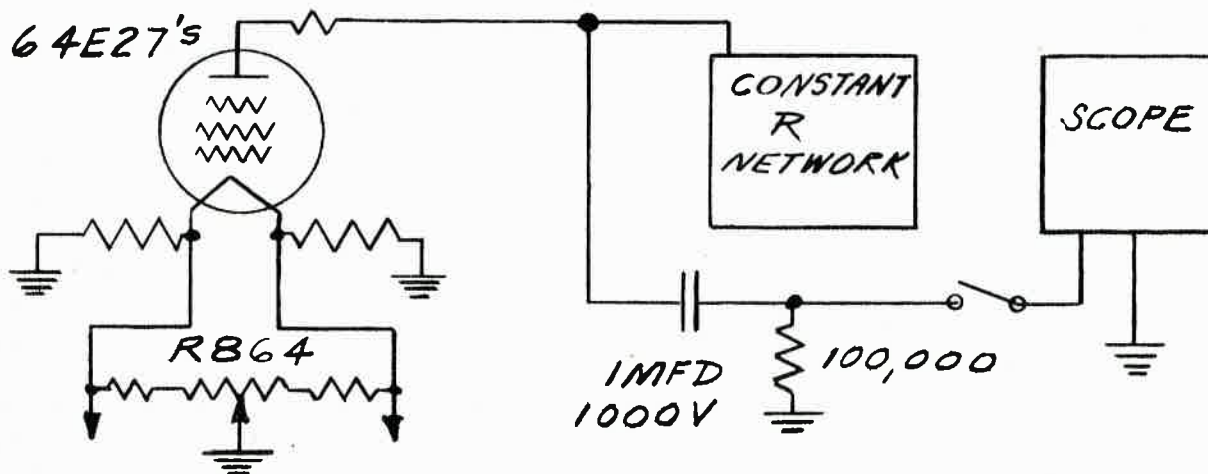 6 4E27's
CONSTANT
R
NETWORK
SCOPE
R864
1MFD
1000V
100,000